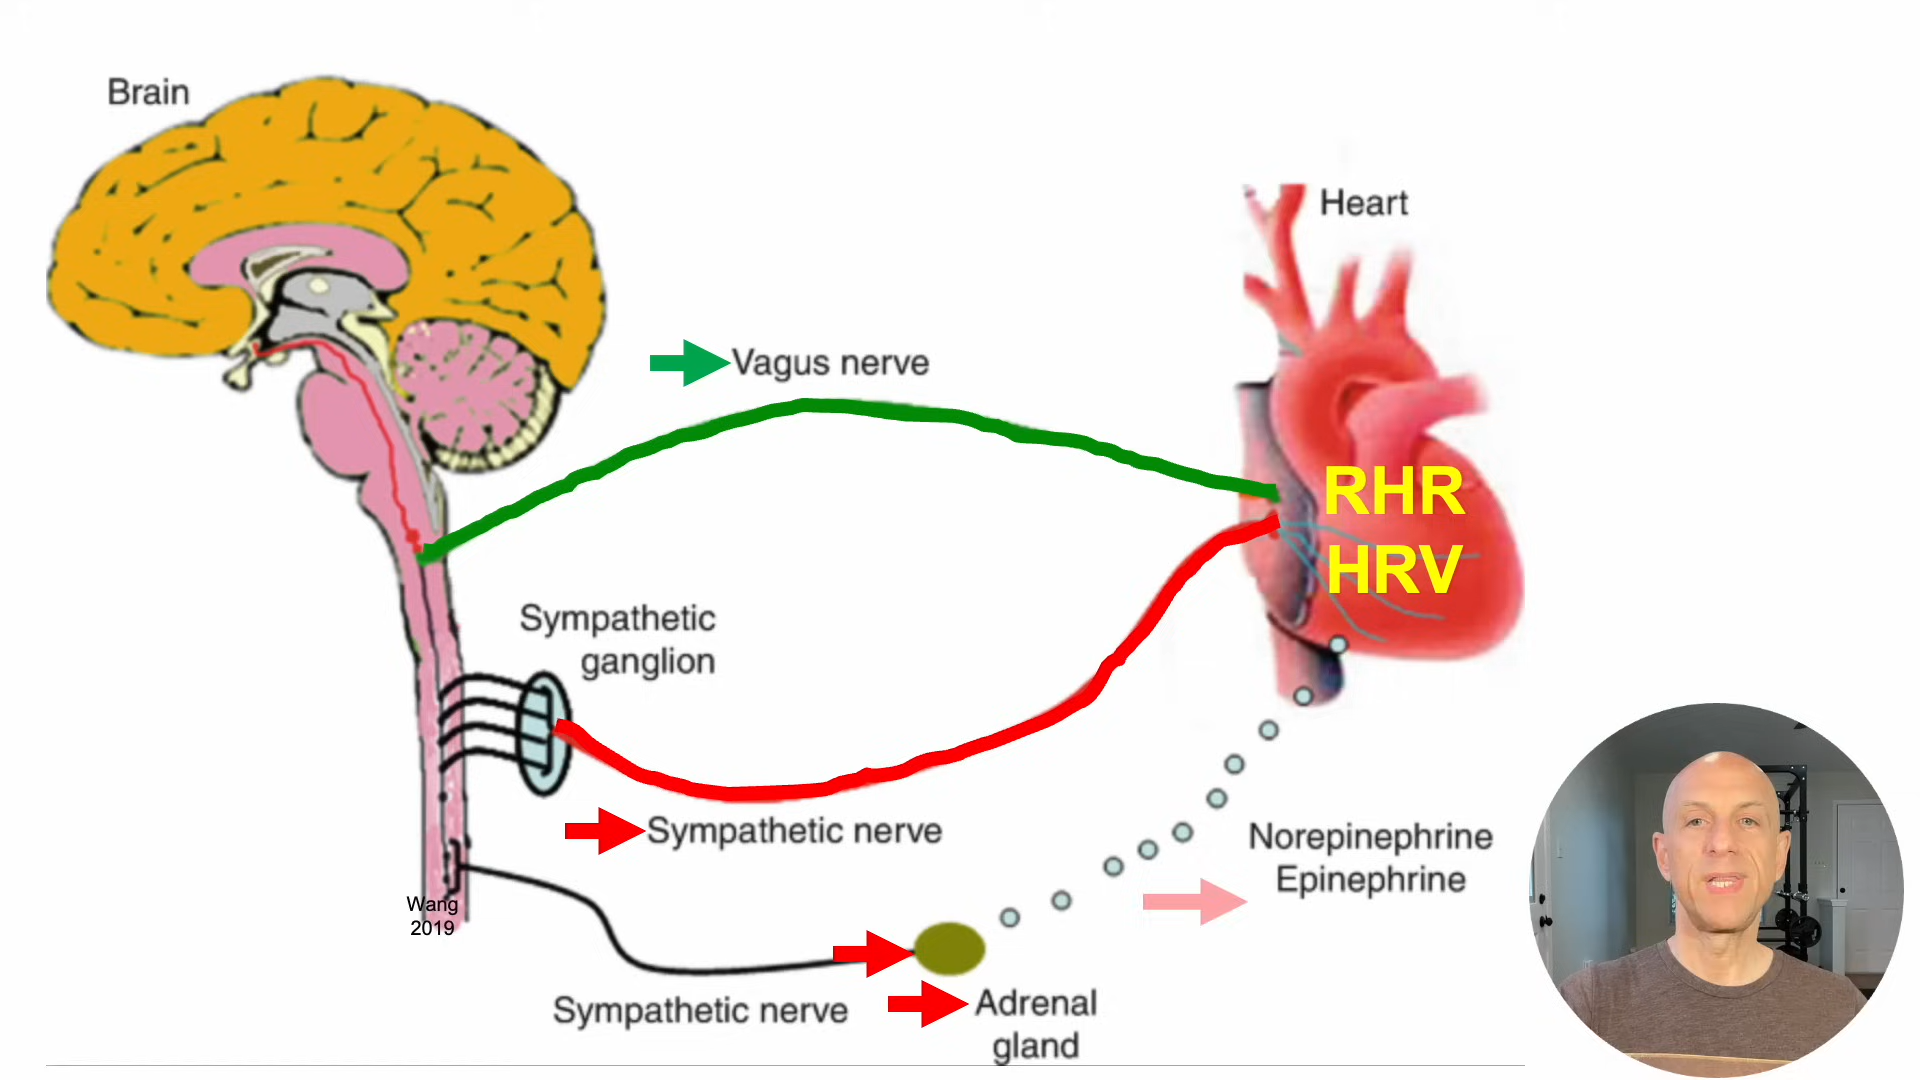 Brain
Heart
Vagus nerve
RHR
HRV
Sympathetic
ganglion
Sympathetic nerve
Norepinephrine
Epinephrine
Wang
2019
Sympathetic nerve
Adrenal
gland